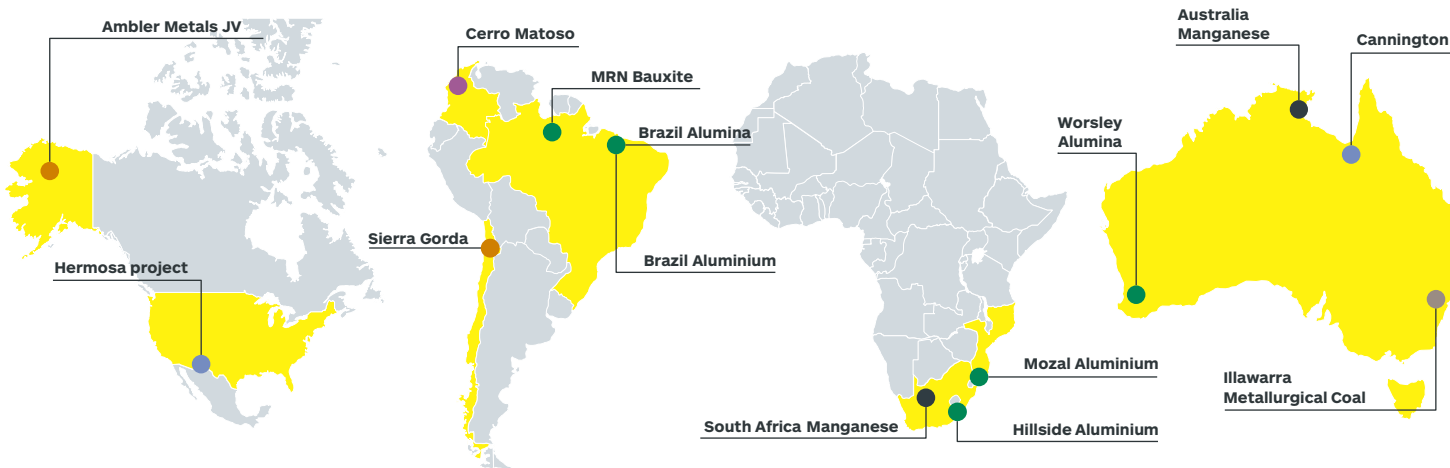 Ambler Metals JV
Hermosa project
Cerro Matoso
MRN Bauxite
Brazil Alumina
Sierra Gorda
Brazil Aluminium
Mozal Aluminium
South Africa Manganese
Hillside Aluminium
Australia
Manganese
Cannington
Worsley
Alumina
Illawarra
Metallurgical Coal